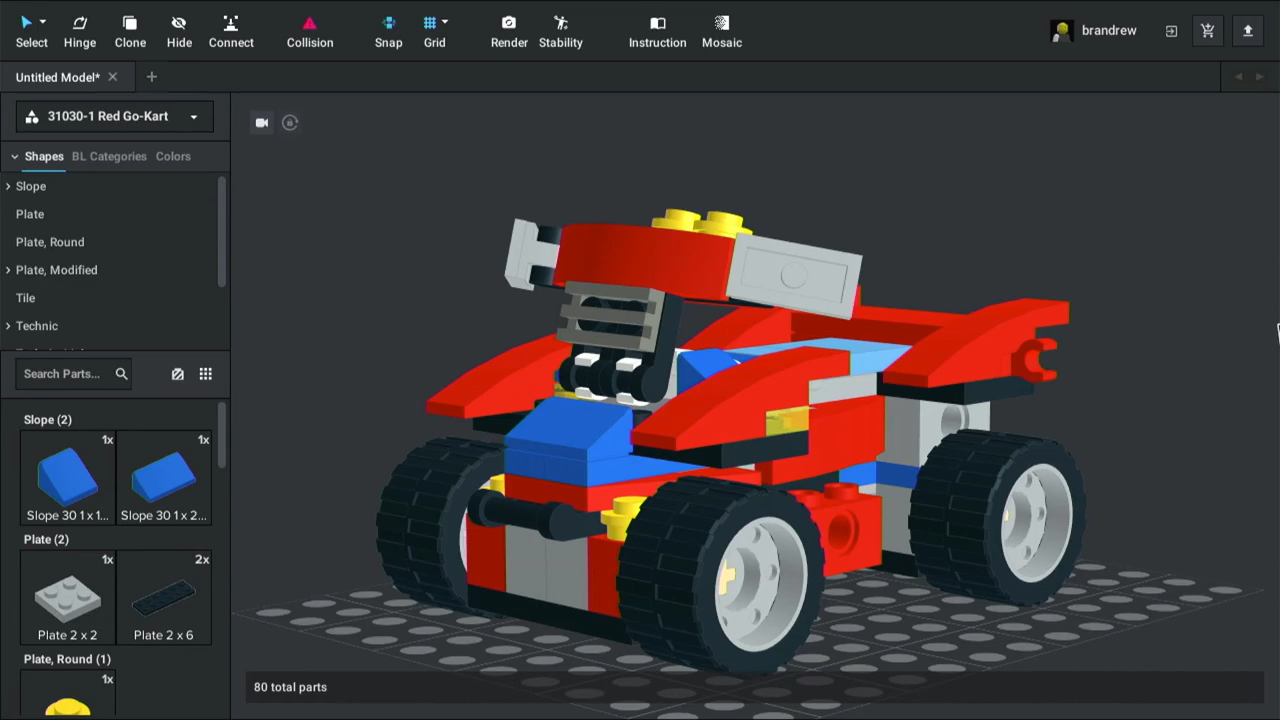 Select Hinge Clone Hide Connect Collision Snap Grid Render Stability Instruction Mosaic brandrew
Untitled Model*
31030-1 Red Go-Kart
Shapes BL Categories Colors
Slope
Plate
Plate, Round
Plate, Modified
Tile
Technic
Search Parts...
Slope (2)
1x 1x
Slope 30 1 x 1... Slope 30 1 x 2...
Plate (2)
1x 2x
Plate 2 x 2 Plate 2 x 6
Plate, Round (1)
1x
80 total parts